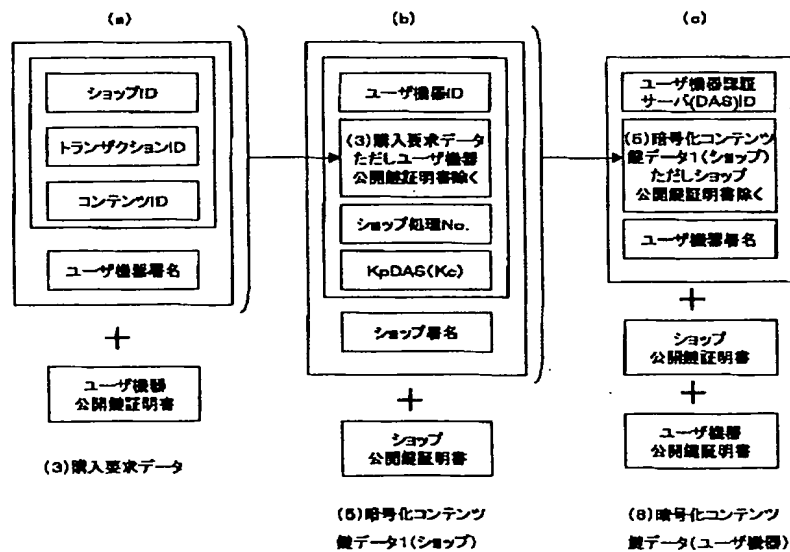 (a)
ショップID
トランザクションID
コンテンツID
ユーザ機器署名
+
ユーザ機器
公開鍵証明書
(3)購入要求データ
(b)
ユーザ機器ID
(3)購入要求データ
ただしユーザ機器
公開鍵証明書除く
ショップ処理No.
KpDAS(Kc)
ショップ署名
+
ショップ
公開鍵証明書
(5)暗号化コンテンツ
鍵データ1(ショップ)
(c)
ユーザ機器認証
サーバ(DAS)ID
(5)暗号化コンテンツ
鍵データ1(ショップ)
ただしショップ
公開鍵証明書除く
ユーザ機器署名
+
ショップ
公開鍵証明書
+
ユーザ機器
公開鍵証明書
(8)暗号化コンテンツ
鍵データ(ユーザ機器)